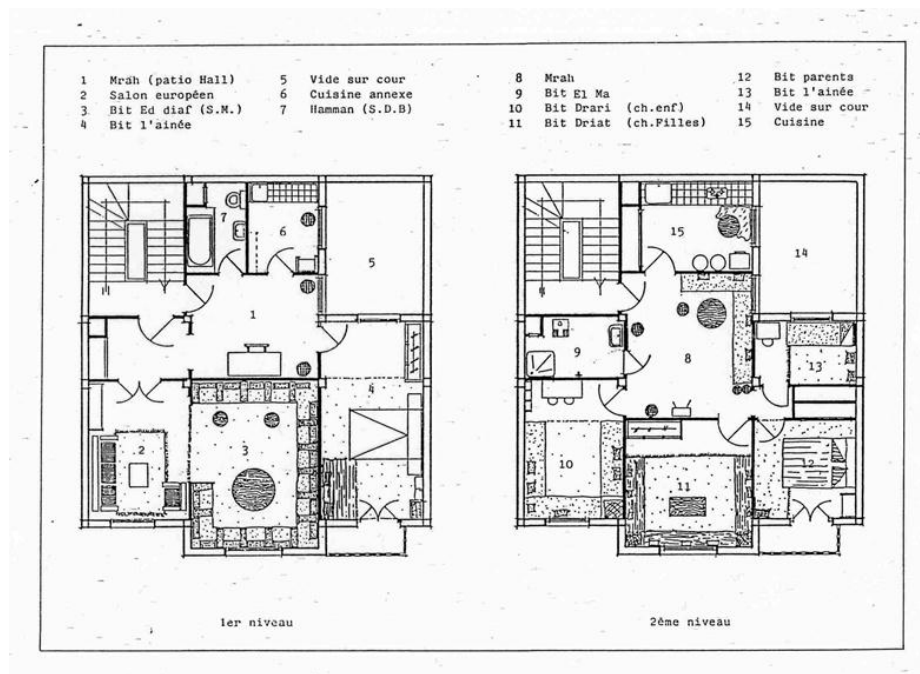 1 Mrah (patio Hall)
2 Salon européen
3 Bit Ed diaf (S.M.)
4 Bit l'ainée
5 Vide sur cour
6 Cuisine annexe
7 Hamman (S.D.B)
8 Mrah
9 Bit El Ma
10 Bit Drari (ch.enf)
11 Bit Driat (ch.Filles)
12 Bit parents
13 Bit l'ainée
14 Vide sur cour
15 Cuisine
7
6
5
1
4
2
3
15
14
9
8
13
10
11
12
1er niveau
2ème niveau